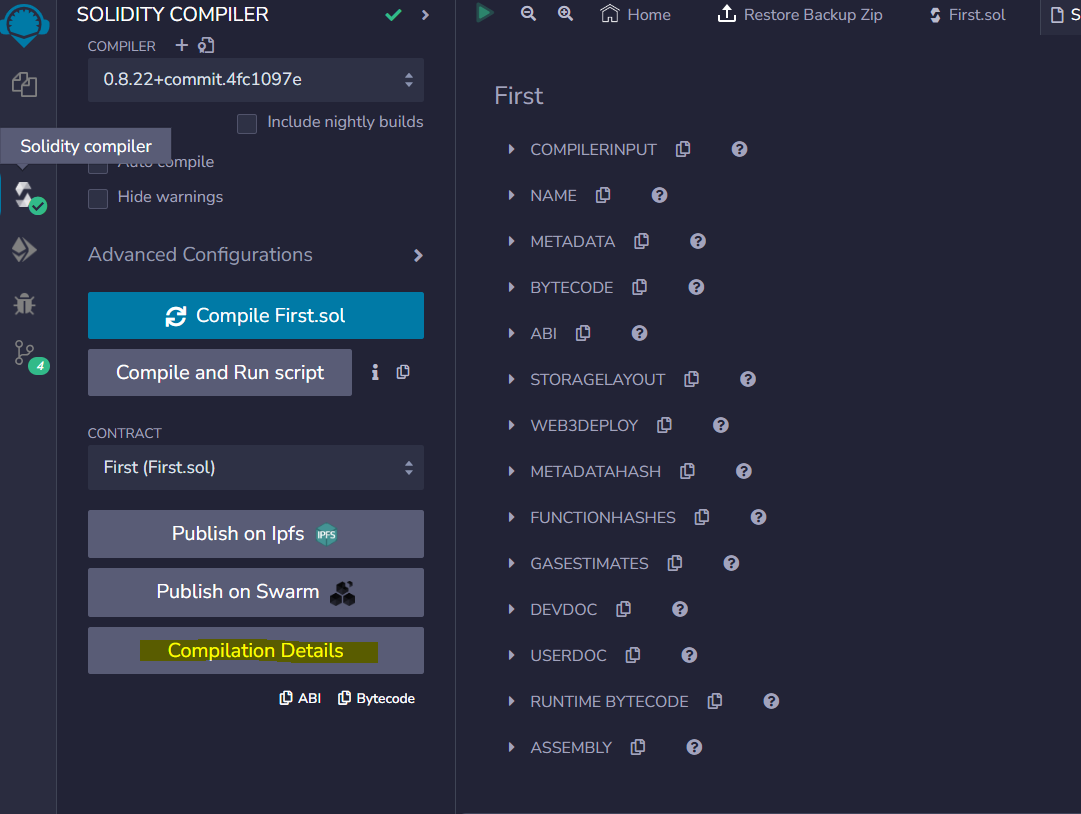 SOLIDITY COMPILER
COMPILER
0.8.22+commit.4fc1097e
Include nightly builds
Solidity compiler
Auto compile
Hide warnings
4
Advanced Configurations
Compile First.sol
Compile and Run script
CONTRACT
First (First.sol)
Publish on Ipfs IPFS
Publish on Swarm
Compilation Details
ABI Bytecode
Home Restore Backup Zip First.sol S
First
COMPILERINPUT
NAME
METADATA
BYTECODE
ABI
STORAGELAYOUT
WEB3DEPLOY
METADATAHASH
FUNCTIONHASHES
GASESTIMATES
DEVDOC
USERDOC
RUNTIME BYTECODE
ASSEMBLY